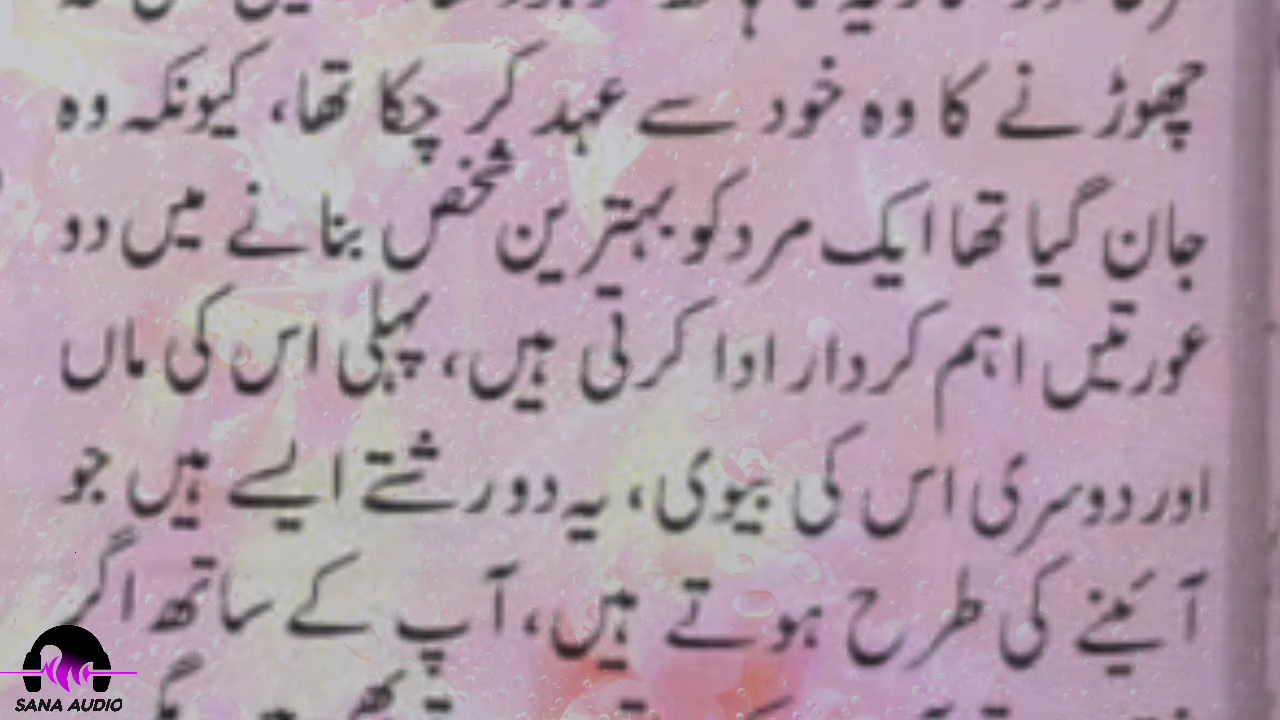 چھوڑنے کا وہ خود سے عہد کر چکا تھا، کیونکہ وہ
جان گیا تھا ایک مرد کو بہترین شخص بنانے میں دو
عورتیں اہم کردار ادا کرتی ہیں، پہلی اس کی ماں
اور دوسری اس کی بیوی، یہ دو رشتے ایسے ہیں جو
آئینے کی طرح ہوتے ہیں، آپ کے ساتھ اگر
SANA AUDIO